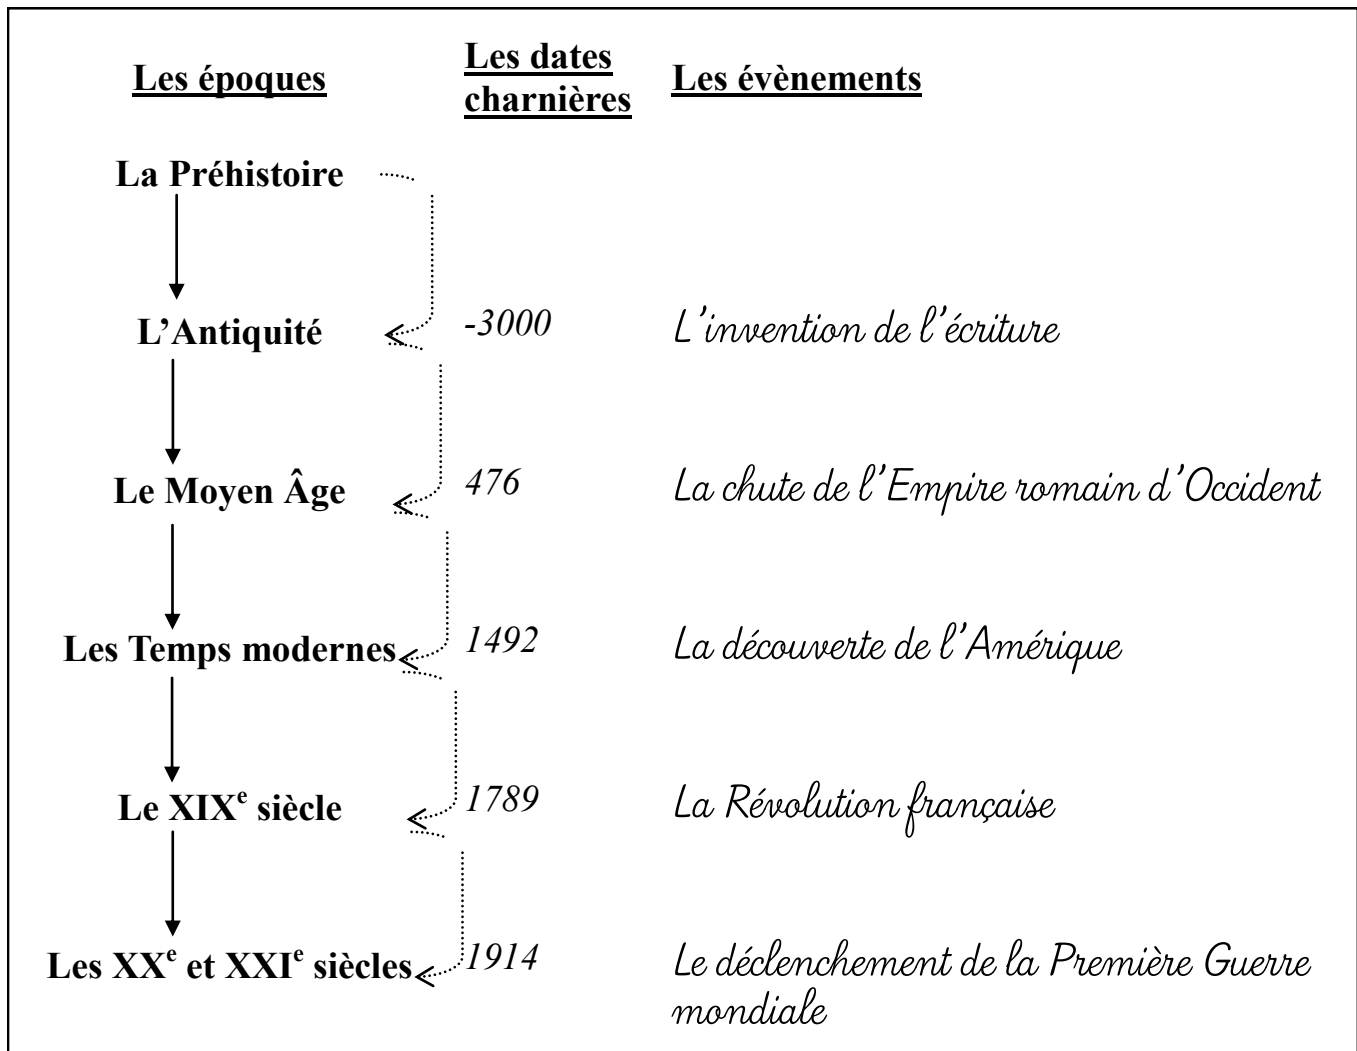 Les époques
Les dates
charnières
Les évènements
La Préhistoire
L’Antiquité
-3000
L’invention de l’écriture
Le Moyen Âge
476
La chute de l’Empire romain d’Occident
Les Temps modernes
1492
La découverte de l’Amérique
Le XIXe siècle
1789
La Révolution française
Les XXe et XXIe siècles
1914
Le déclenchement de la Première Guerre
mondiale